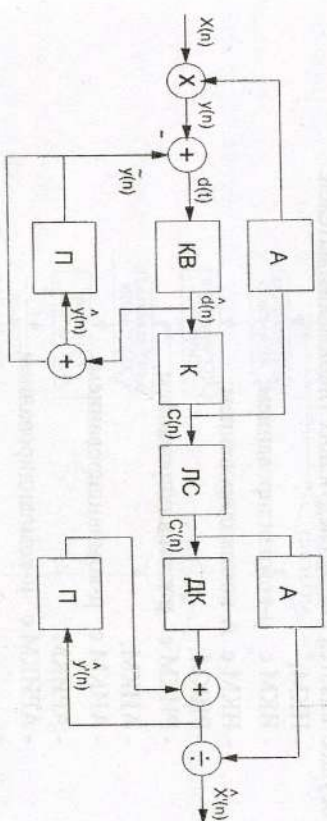 X(n)
X
y(n)
+
-
ỹ(n)
d(t)
КВ
d̂(n)
К
C(n)
А
П
ŷ(n)
+
ЛС
C'(n)
ДК
А
+
П
ŷ'(n)
÷
X̂'(n)